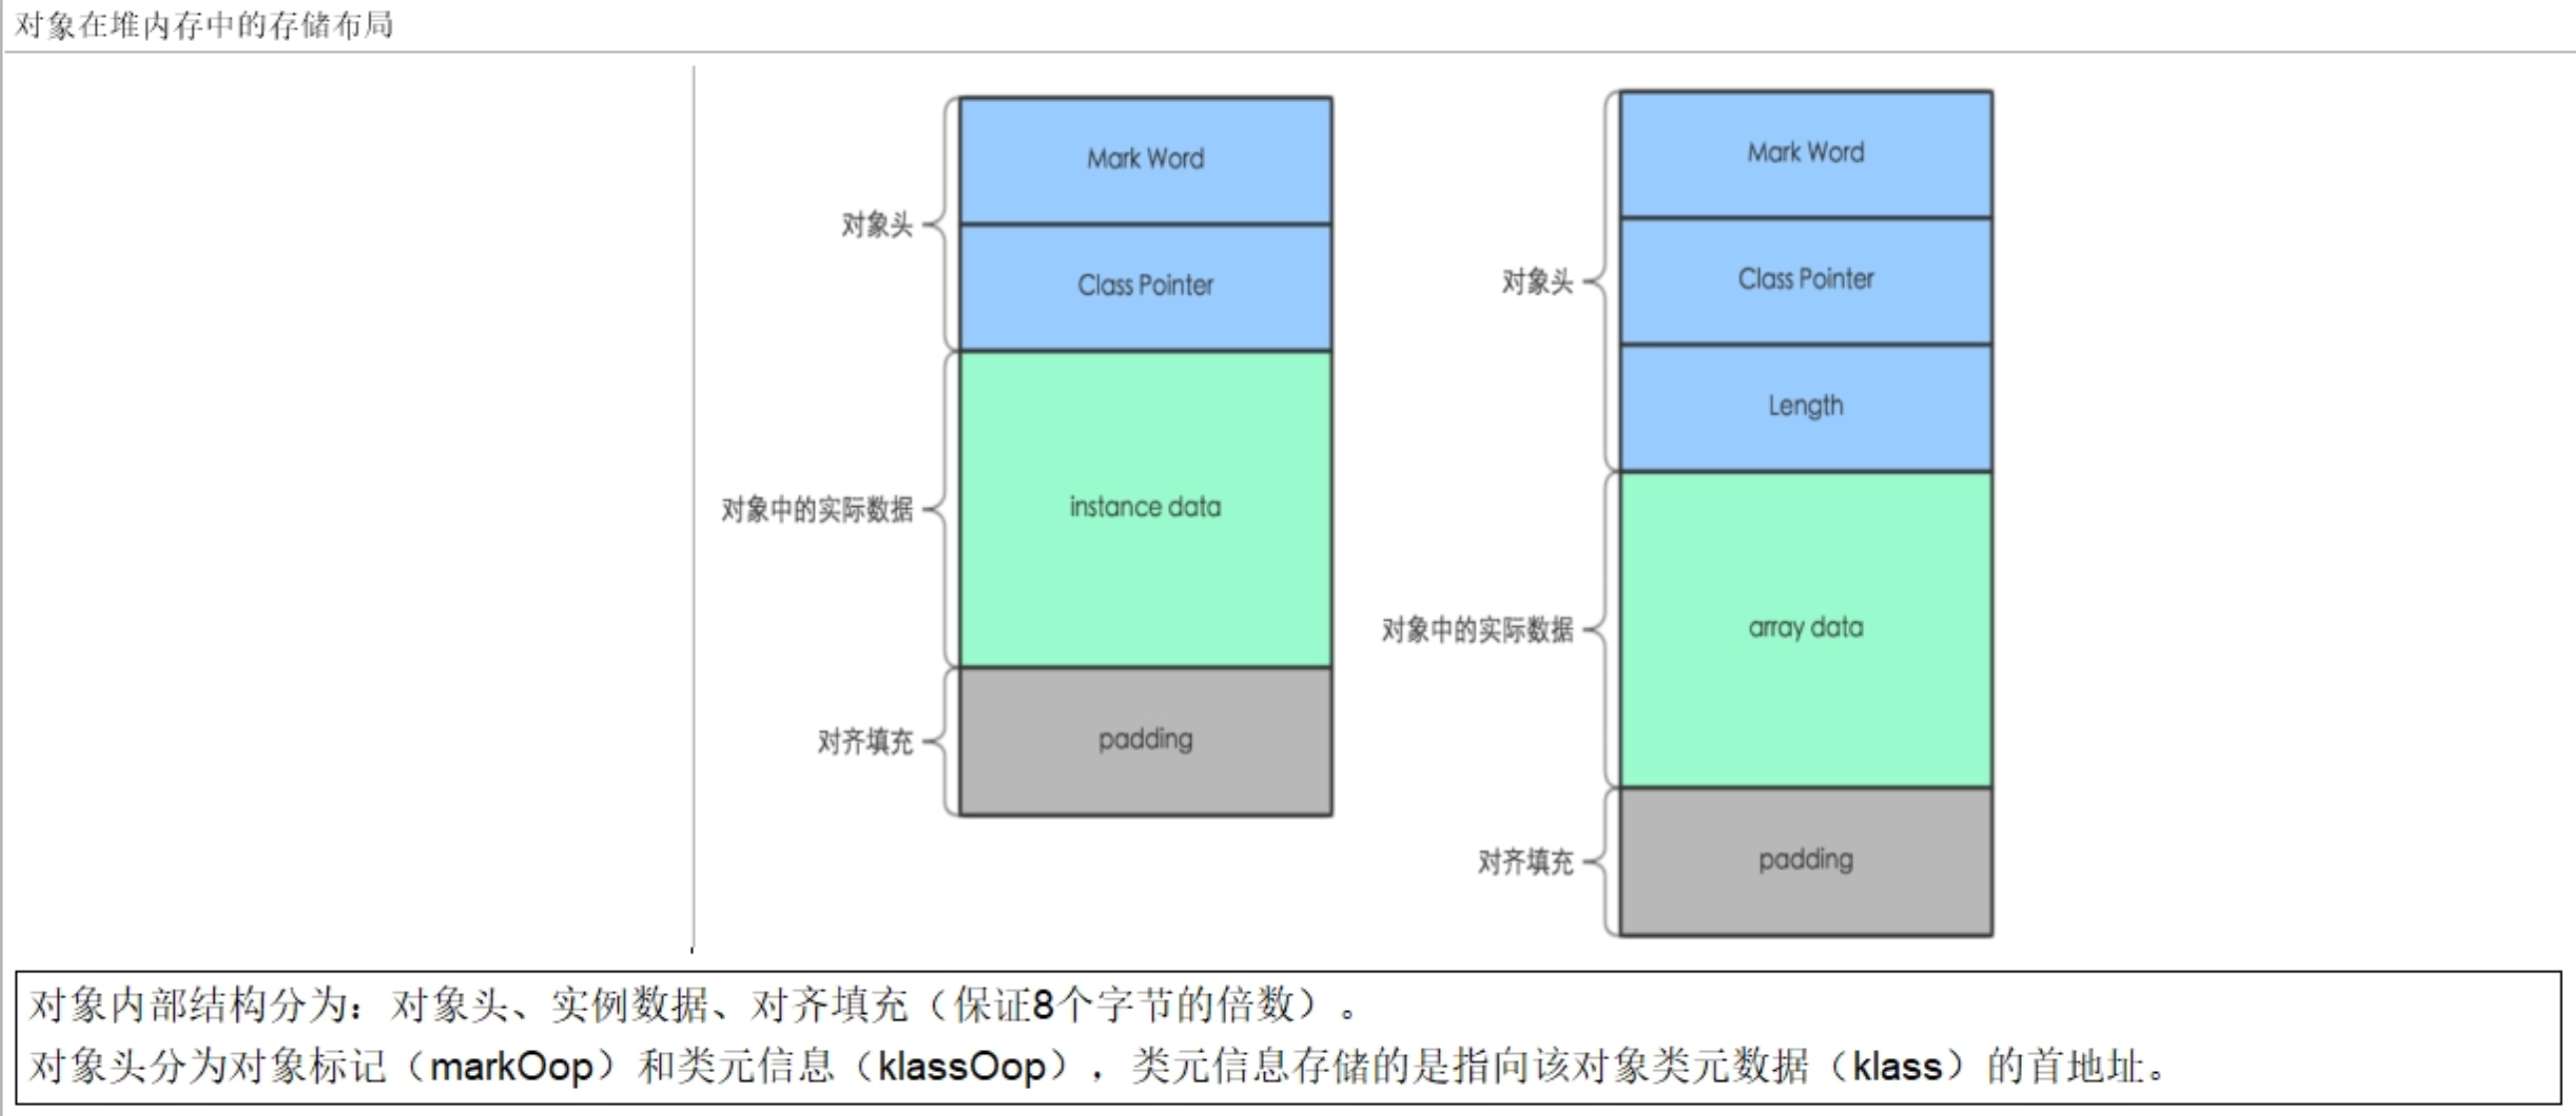 对象在堆内存中的存储布局
对象头
Mark Word
Class Pointer
对象中的实际数据
instance data
对齐填充
padding
对象头
Mark Word
Class Pointer
Length
对象中的实际数据
array data
对齐填充
padding
对象内部结构分为：对象头、实例数据、对齐填充（保证8个字节的倍数）。
对象头分为对象标记（markOop）和类元信息（klassOop），类元信息存储的是指向该对象类元数据（klass）的首地址。